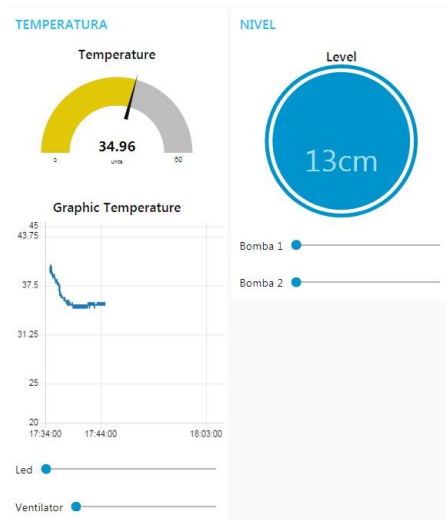 TEMPERATURA
Temperature
34.96
units
0
60
Graphic Temperature
45
43.75
37.5
31.25
25
20
17:34:00
17:44:00
18:03:00
Led
Ventilator
NIVEL
Level
13cm
Bomba 1
Bomba 2